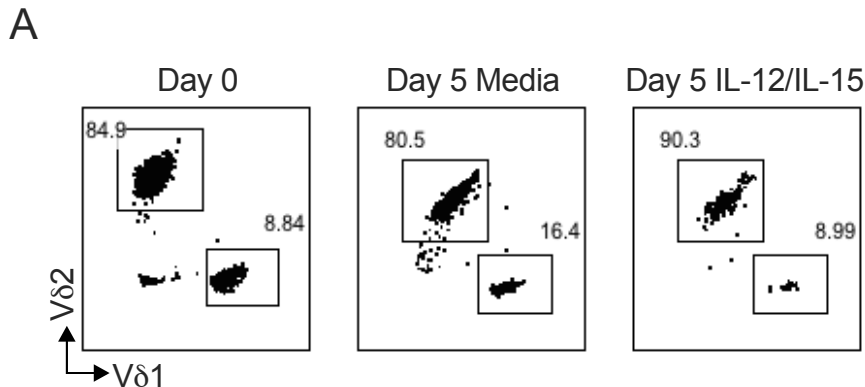 A
Day 0
Day 5 Media
Day 5 IL-12/IL-15
84.9
8.84
80.5
16.4
90.3
8.99
Vδ2
Vδ1